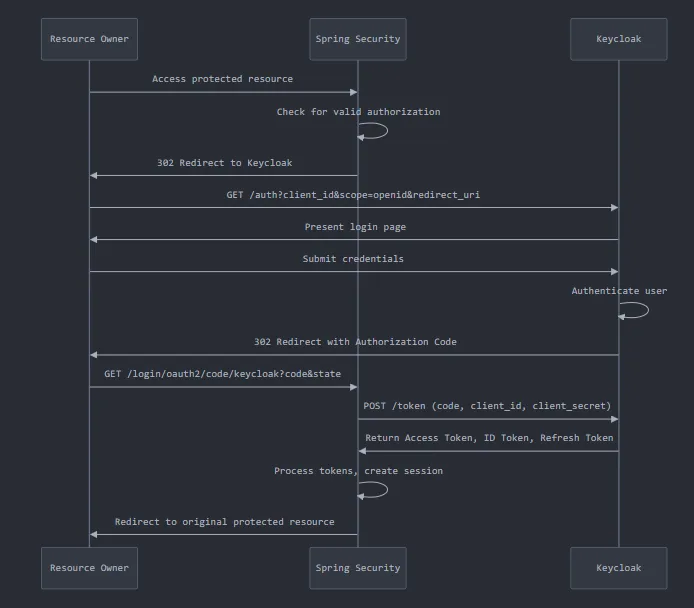 Resource Owner
Spring Security
Keycloak
Access protected resource
Check for valid authorization
302 Redirect to Keycloak
GET /auth?client_id&scope=openid&redirect_uri
Present login page
Submit credentials
Authenticate user
302 Redirect with Authorization Code
GET /login/oauth2/code/keycloak?code&state
POST /token (code, client_id, client_secret)
Return Access Token, ID Token, Refresh Token
Process tokens, create session
Redirect to original protected resource
Resource Owner
Spring Security
Keycloak